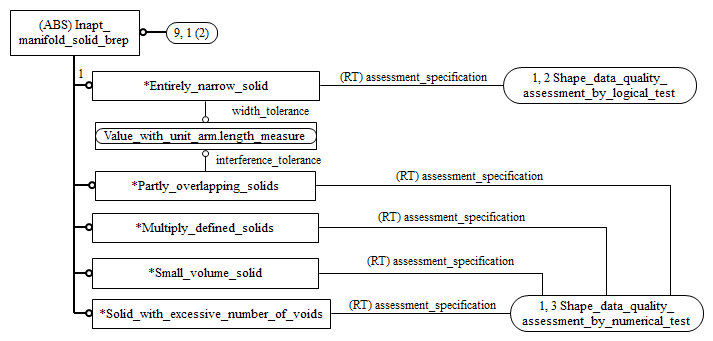 (ABS) Inapt_
manifold_solid_brep
9, 1 (2)
1
*Entirely_narrow_solid
(RT) assessment_specification
1, 2 Shape_data_quality_
assessment_by_logical_test
width_tolerance
Value_with_unit_arm.length_measure
interference_tolerance
*Partly_overlapping_solids
(RT) assessment_specification
*Multiply_defined_solids
(RT) assessment_specification
*Small_volume_solid
(RT) assessment_specification
*Solid_with_excessive_number_of_voids
(RT) assessment_specification
1, 3 Shape_data_quality_
assessment_by_numerical_test